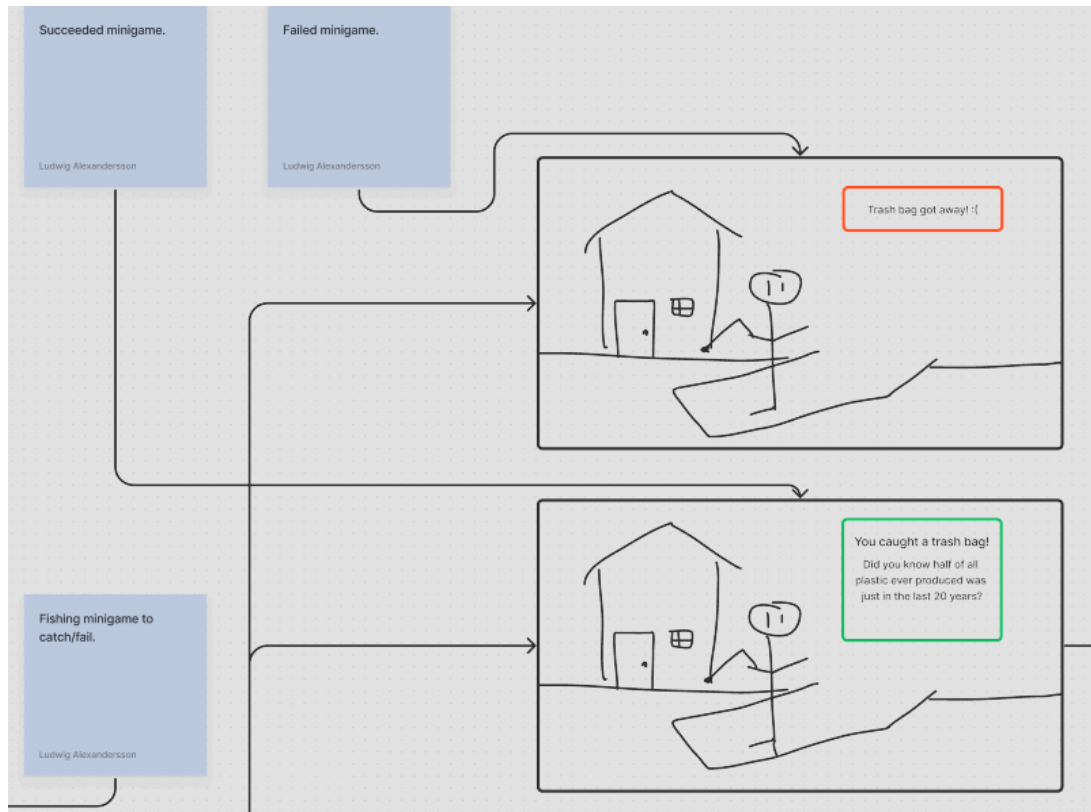 Succeeded minigame.
Ludwig Alexandersson
Failed minigame.
Ludwig Alexandersson
Trash bag got away! :(
You caught a trash bag!
Did you know half of all
plastic ever produced was
just in the last 20 years?
Fishing minigame to
catch/fail.
Ludwig Alexandersson